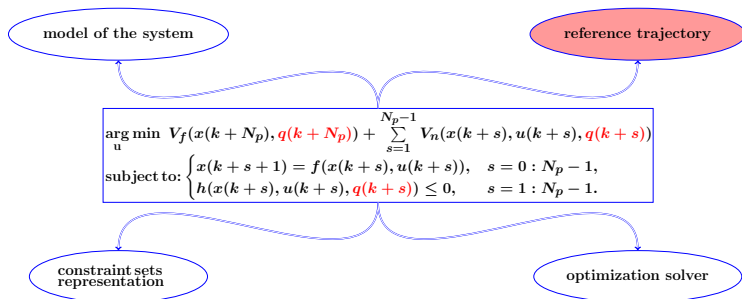 model of the system
reference trajectory
arg min V_f(x(k + N_p), q(k + N_p)) + ∑_{s=1}^{N_p−1} V_n(x(k + s), u(k + s), q(k + s))
u
subject to: { x(k + s + 1) = f(x(k + s), u(k + s)), s = 0 : N_p − 1,
h(x(k + s), u(k + s), q(k + s)) ≤ 0, s = 1 : N_p − 1.
constraint sets
representation
optimization solver